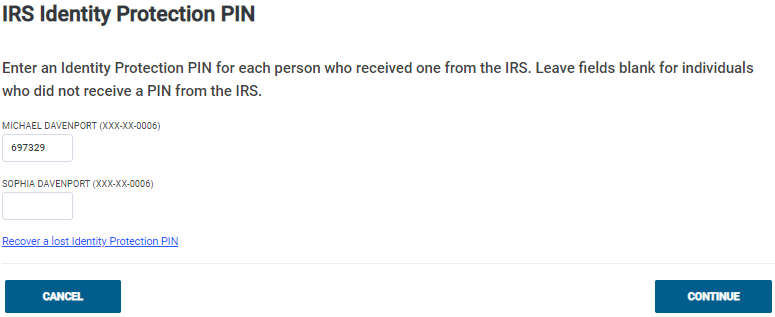 IRS Identity Protection PIN
Enter an Identity Protection PIN for each person who received one from the IRS. Leave fields blank for individuals
who did not receive a PIN from the IRS.
MICHAEL DAVENPORT (XXX-XX-0006)
697329
SOPHIA DAVENPORT (XXX-XX-0006)
Recover a lost Identity Protection PIN
CANCEL
CONTINUE